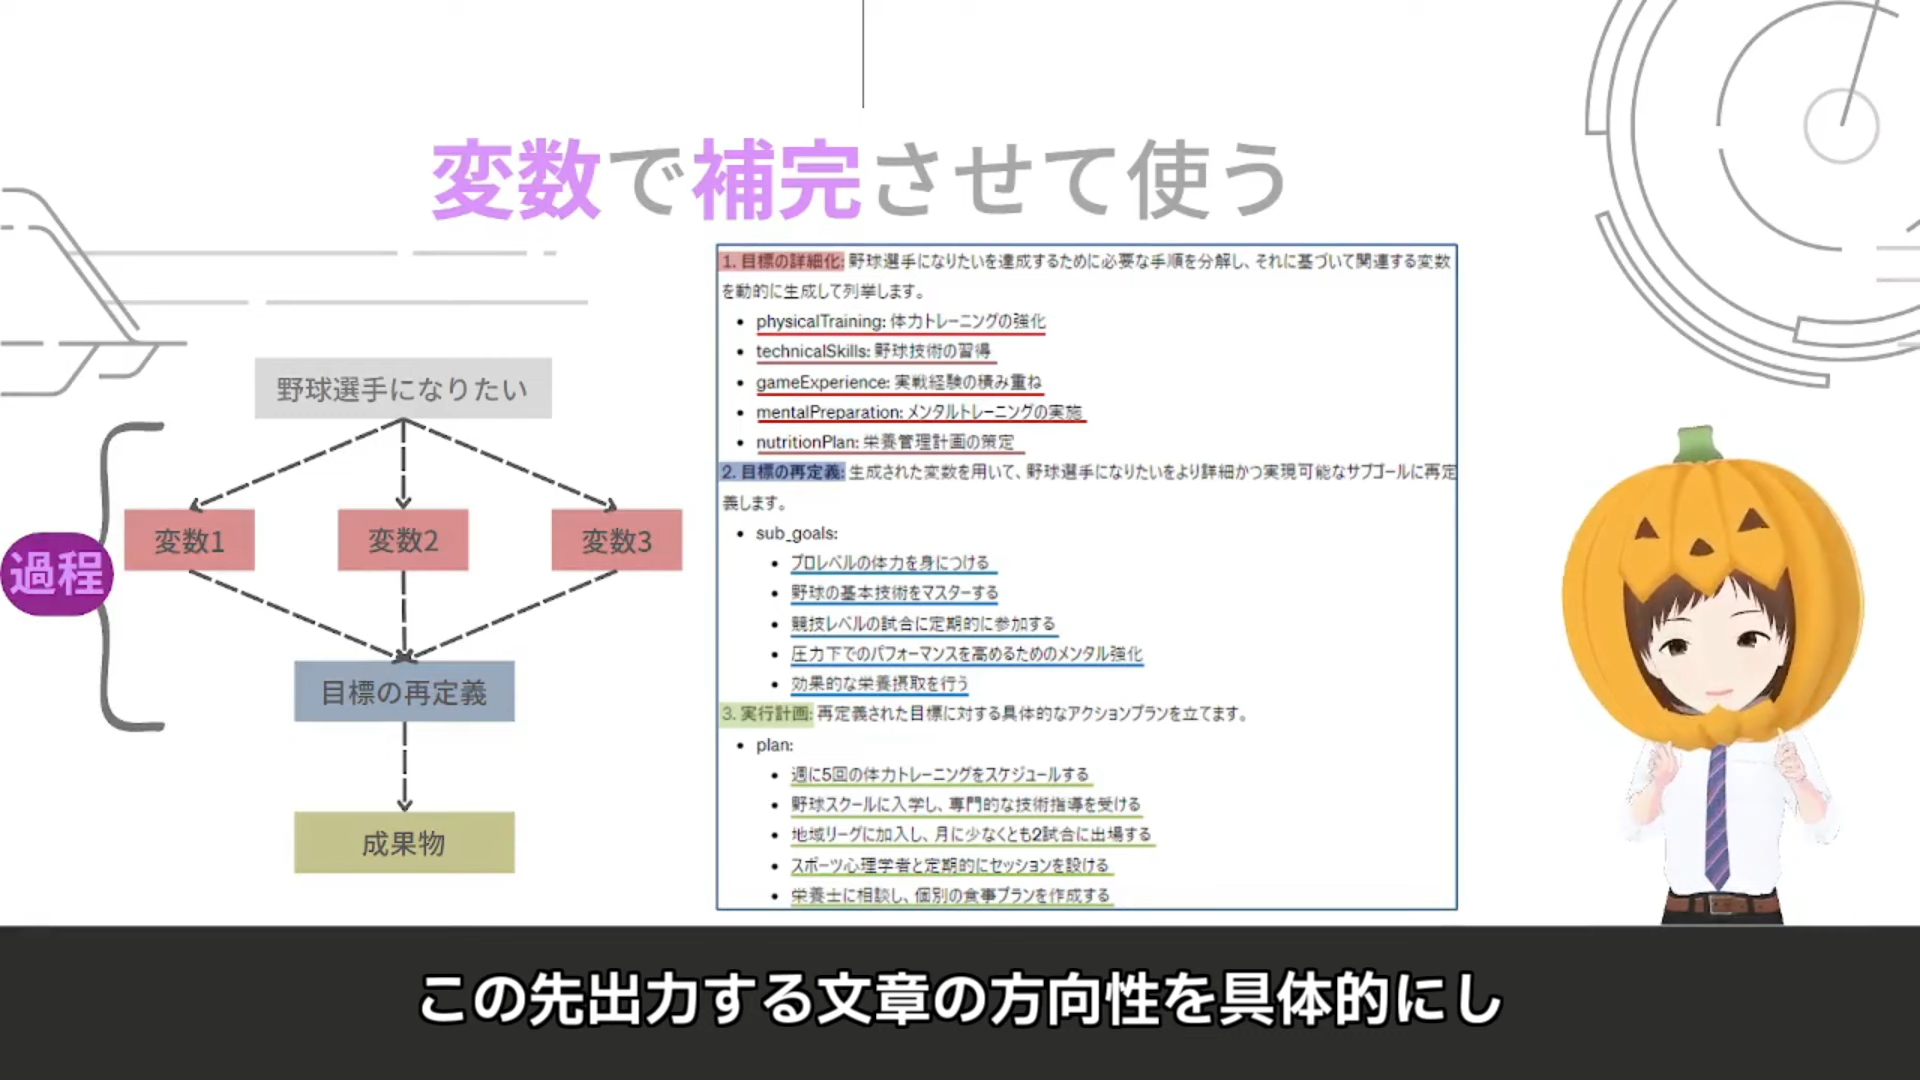 変数で補完させて使う
野球選手になりたい
過程
変数1
変数2
変数3
目標の再定義
成果物
1. 目標の詳細化: 野球選手になりたいを達成するために必要な手順を分解し、それに基づいて関連する変数
を動的に生成して列挙します。
• physicalTraining: 体力トレーニングの強化
• technicalSkills: 野球技術の習得
• gameExperience: 実戦経験の積み重ね
• mentalPreparation: メンタルトレーニングの実施
• nutritionPlan: 栄養管理計画の策定
2. 目標の再定義: 生成された変数を用いて、野球選手になりたいをより詳細かつ実現可能なサブゴールに再定
義します。
• sub_goals:
• プロレベルの体力を身につける
• 野球の基本技術をマスターする
• 競技レベルの試合に定期的に参加する
• 圧力下でのパフォーマンスを高めるためのメンタル強化
• 効果的な栄養摂取を行う
3. 実行計画: 再定義された目標に対する具体的なアクションプランを立てます。
• plan:
• 週に5回の体力トレーニングをスケジュールする
• 野球スクールに入学し、専門的な技術指導を受ける
• 地域リーグに加入し、月に少なくとも2試合に出場する
• スポーツ心理学者と定期的にセッションを設ける
• 栄養士に相談し、個別の食事プランを作成する
この先出力する文章の方向性を具体的にし